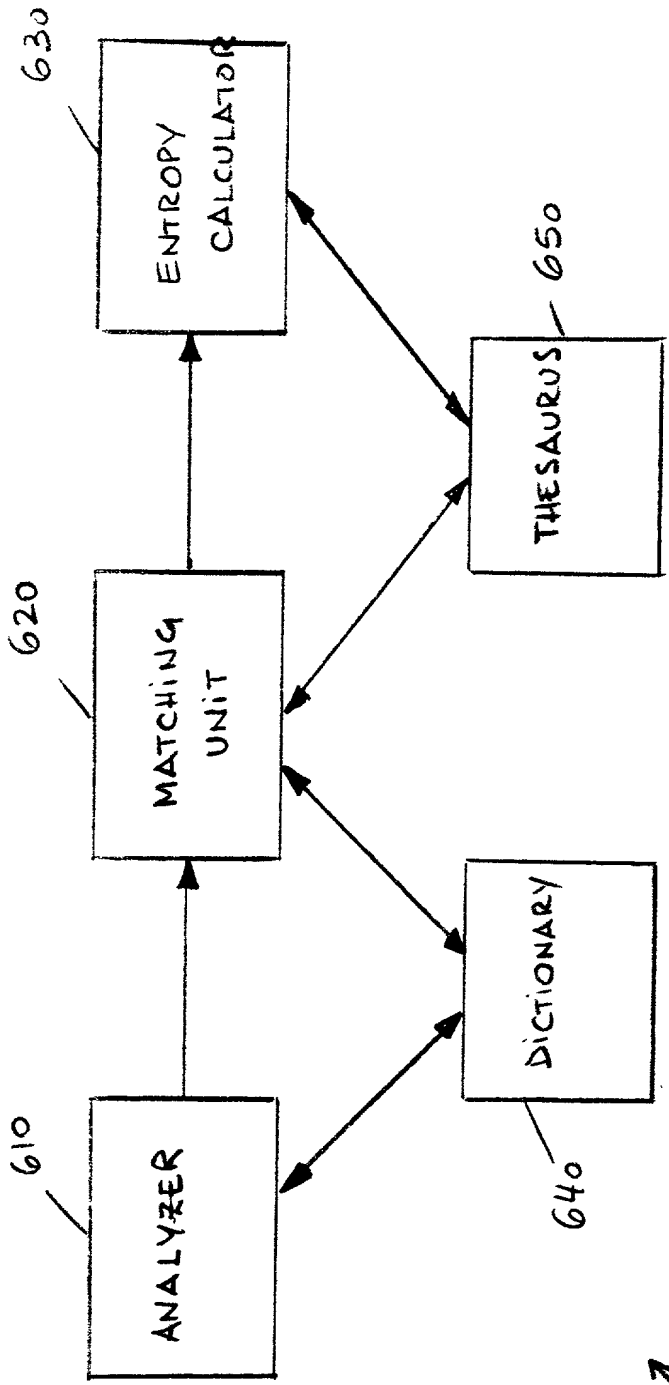 610
620
630
ANALYZER
MATCHiNG
UNiT
ENTROPY
CALCULATOR
DiCTiONARY
THESAURUS
640
650